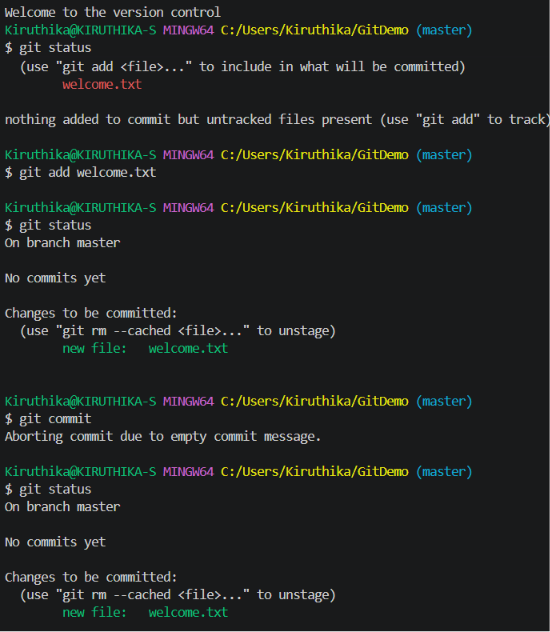 Welcome to the version control
Kiruthika@KIRUTHIKA-S MINGW64 C:/Users/Kiruthika/GitDemo (master)
$ git status
  (use "git add <file>..." to include in what will be committed)
        welcome.txt

nothing added to commit but untracked files present (use "git add" to track)

Kiruthika@KIRUTHIKA-S MINGW64 C:/Users/Kiruthika/GitDemo (master)
$ git add welcome.txt

Kiruthika@KIRUTHIKA-S MINGW64 C:/Users/Kiruthika/GitDemo (master)
$ git status
On branch master

No commits yet

Changes to be committed:
  (use "git rm --cached <file>..." to unstage)
        new file:   welcome.txt


Kiruthika@KIRUTHIKA-S MINGW64 C:/Users/Kiruthika/GitDemo (master)
$ git commit
Aborting commit due to empty commit message.

Kiruthika@KIRUTHIKA-S MINGW64 C:/Users/Kiruthika/GitDemo (master)
$ git status
On branch master

No commits yet

Changes to be committed:
  (use "git rm --cached <file>..." to unstage)
        new file:   welcome.txt